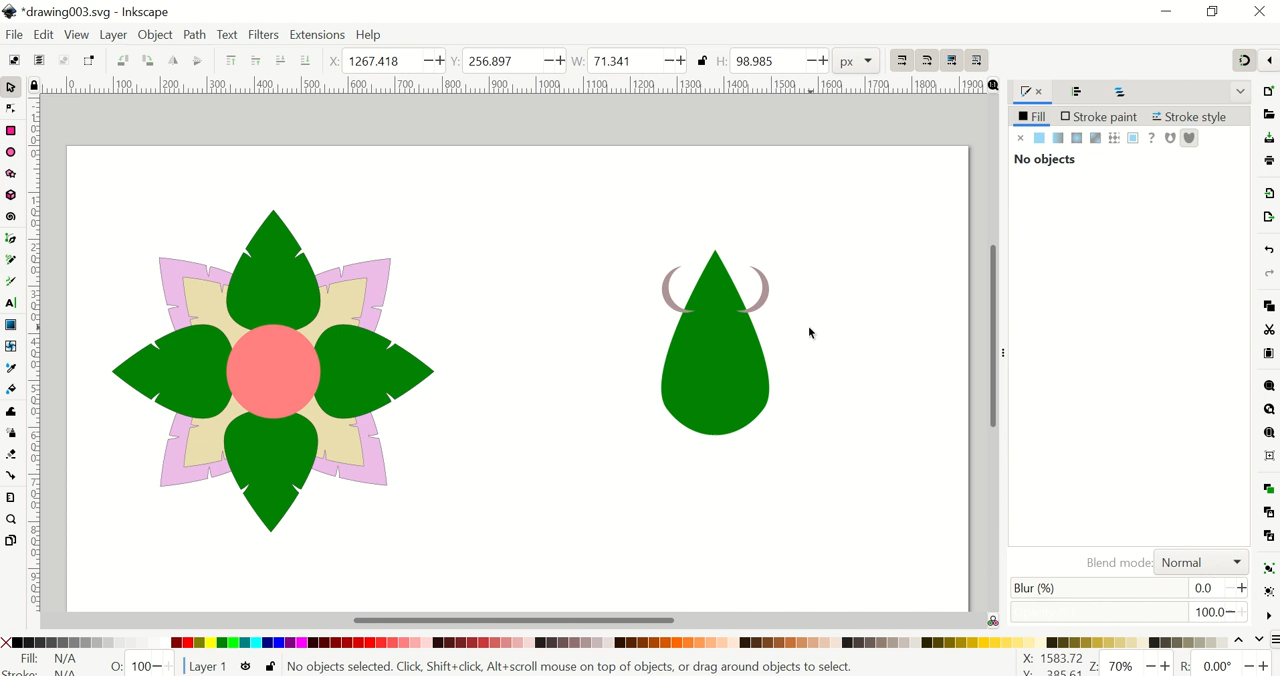 *drawing003.svg - Inkscape
File Edit View Layer Object Path Text Filters Extensions Help
X: 1267.418 Y: 256.897 W: 71.341 H: 98.985 px
0 100 200 300 400 500 600 700 800 900 1000 1100 1200 1300 1400 1500 1600 1700 1800 1900
Fill Stroke paint Stroke style
No objects
Blend mode: Normal
Blur (%) 0.0
100.0
Fill: N/A O: 100 Layer 1 No objects selected. Click, Shift+click, Alt+scroll mouse on top of objects, or drag around objects to select. X: 1583.72 Z: 70% R: 0.00°
Stroke: N/A Y: 385.61